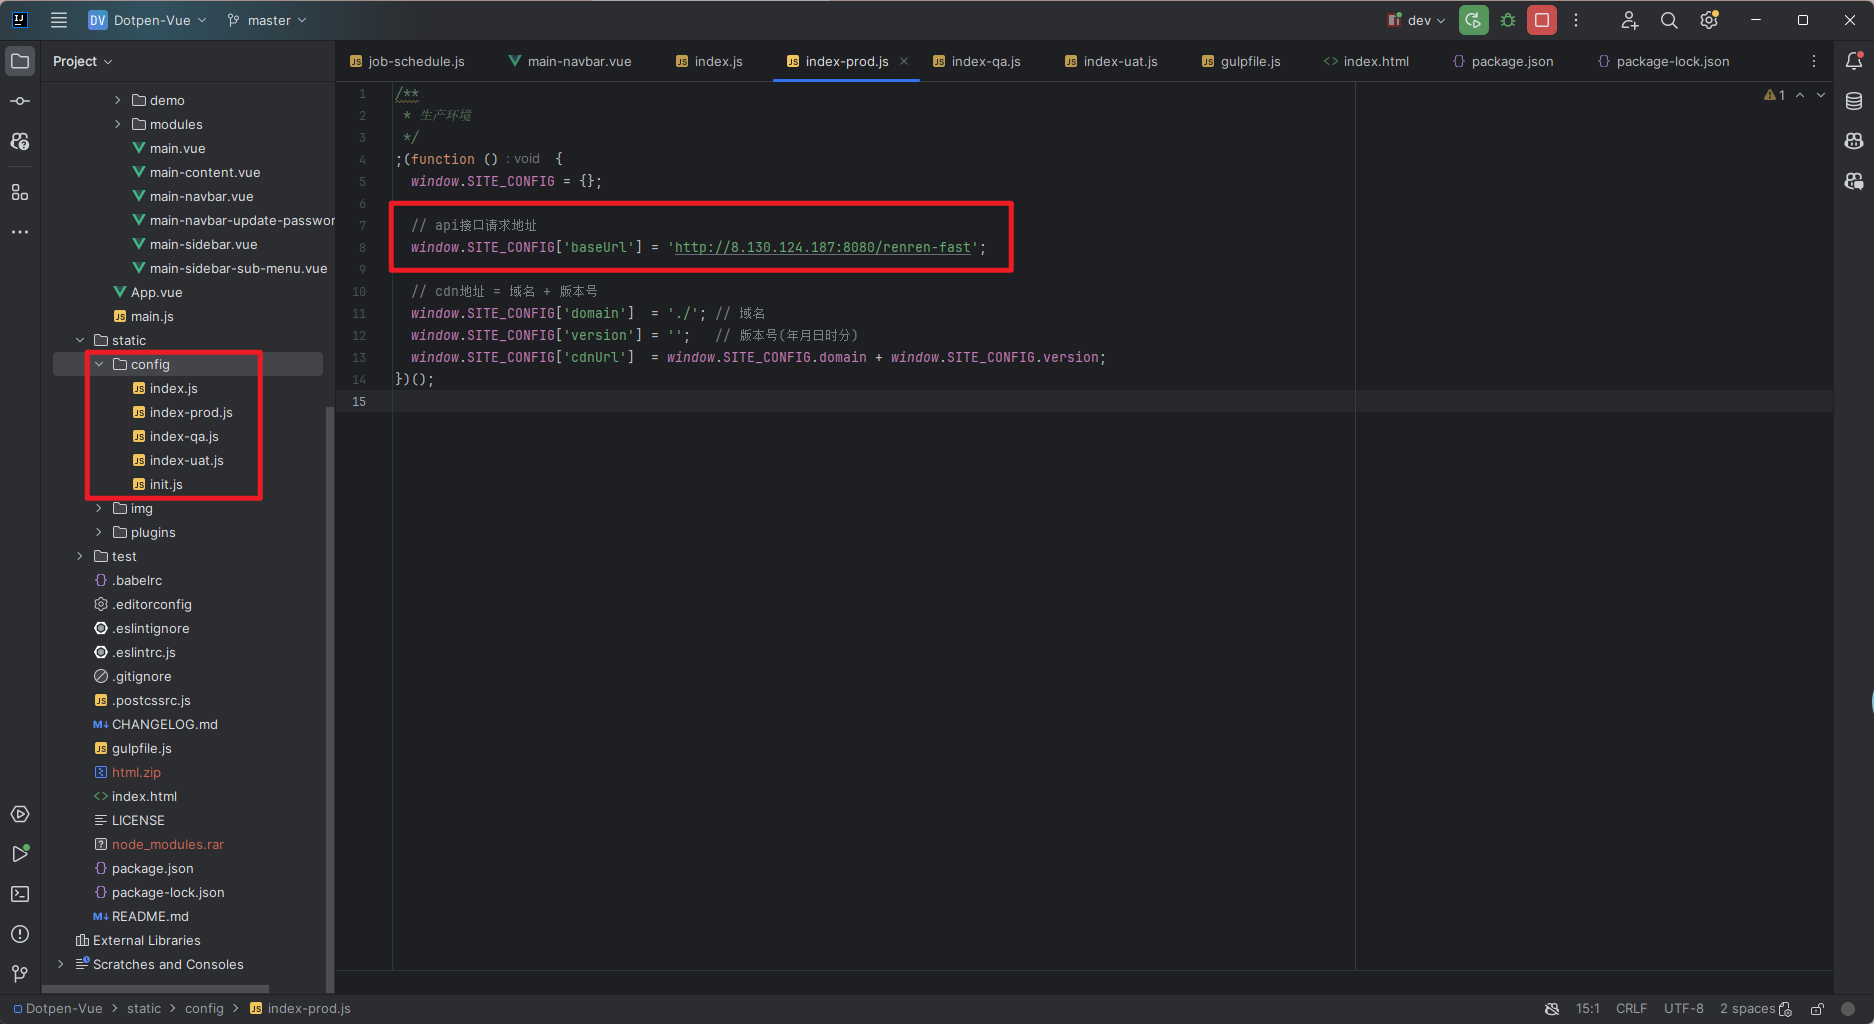 DV Dotpen-Vue master dev
Project
demo
modules
main.vue
main-content.vue
main-navbar.vue
main-navbar-update-passwor
main-sidebar.vue
main-sidebar-sub-menu.vue
App.vue
main.js
static
config
index.js
index-prod.js
index-qa.js
index-uat.js
init.js
img
plugins
test
.babelrc
.editorconfig
.eslintignore
.eslintrc.js
.gitignore
.postcssrc.js
CHANGELOG.md
gulpfile.js
html.zip
index.html
LICENSE
node_modules.rar
package.json
package-lock.json
README.md
External Libraries
Scratches and Consoles
job-schedule.js main-navbar.vue index.js index-prod.js index-qa.js index-uat.js gulpfile.js index.html package.json package-lock.json
1 /**
2 * 生产环境
3 */
4 ;(function () : void {
5 window.SITE_CONFIG = {};
6
7 // api接口请求地址
8 window.SITE_CONFIG['baseUrl'] = 'http://8.130.124.187:8080/renren-fast';
9
10 // cdn地址 = 域名 + 版本号
11 window.SITE_CONFIG['domain']  = './'; // 域名
12 window.SITE_CONFIG['version'] = '';   // 版本号(年月日时分)
13 window.SITE_CONFIG['cdnUrl']  = window.SITE_CONFIG.domain + window.SITE_CONFIG.version;
14 })();
15
1
Dotpen-Vue > static > config > index-prod.js 15:1 CRLF UTF-8 2 spaces